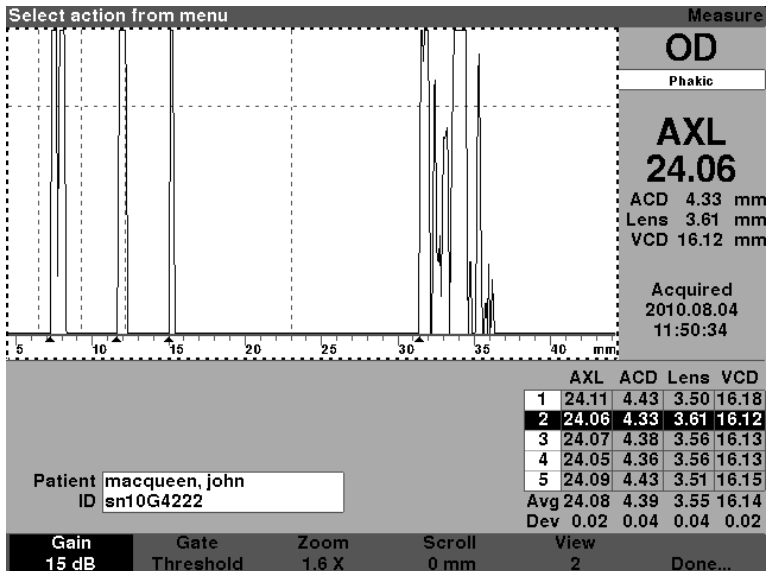 Select action from menu Measure
OD
Phakic
AXL
24.06
ACD 4.33 mm
Lens 3.61 mm
VCD 16.12 mm
Acquired
2010.08.04
11:50:34
5 10 15 20 25 30 35 40 mm
AXL ACD Lens VCD
1 24.11 4.43 3.50 16.18
2 24.06 4.33 3.61 16.12
3 24.07 4.38 3.56 16.13
4 24.05 4.36 3.56 16.13
5 24.09 4.43 3.51 16.15
Avg 24.08 4.39 3.55 16.14
Dev 0.02 0.04 0.04 0.02
Patient macqueen, john
ID sn10G4222
Gain Gate Zoom Scroll View
15 dB Threshold 1.6 X 0 mm 2 Done...